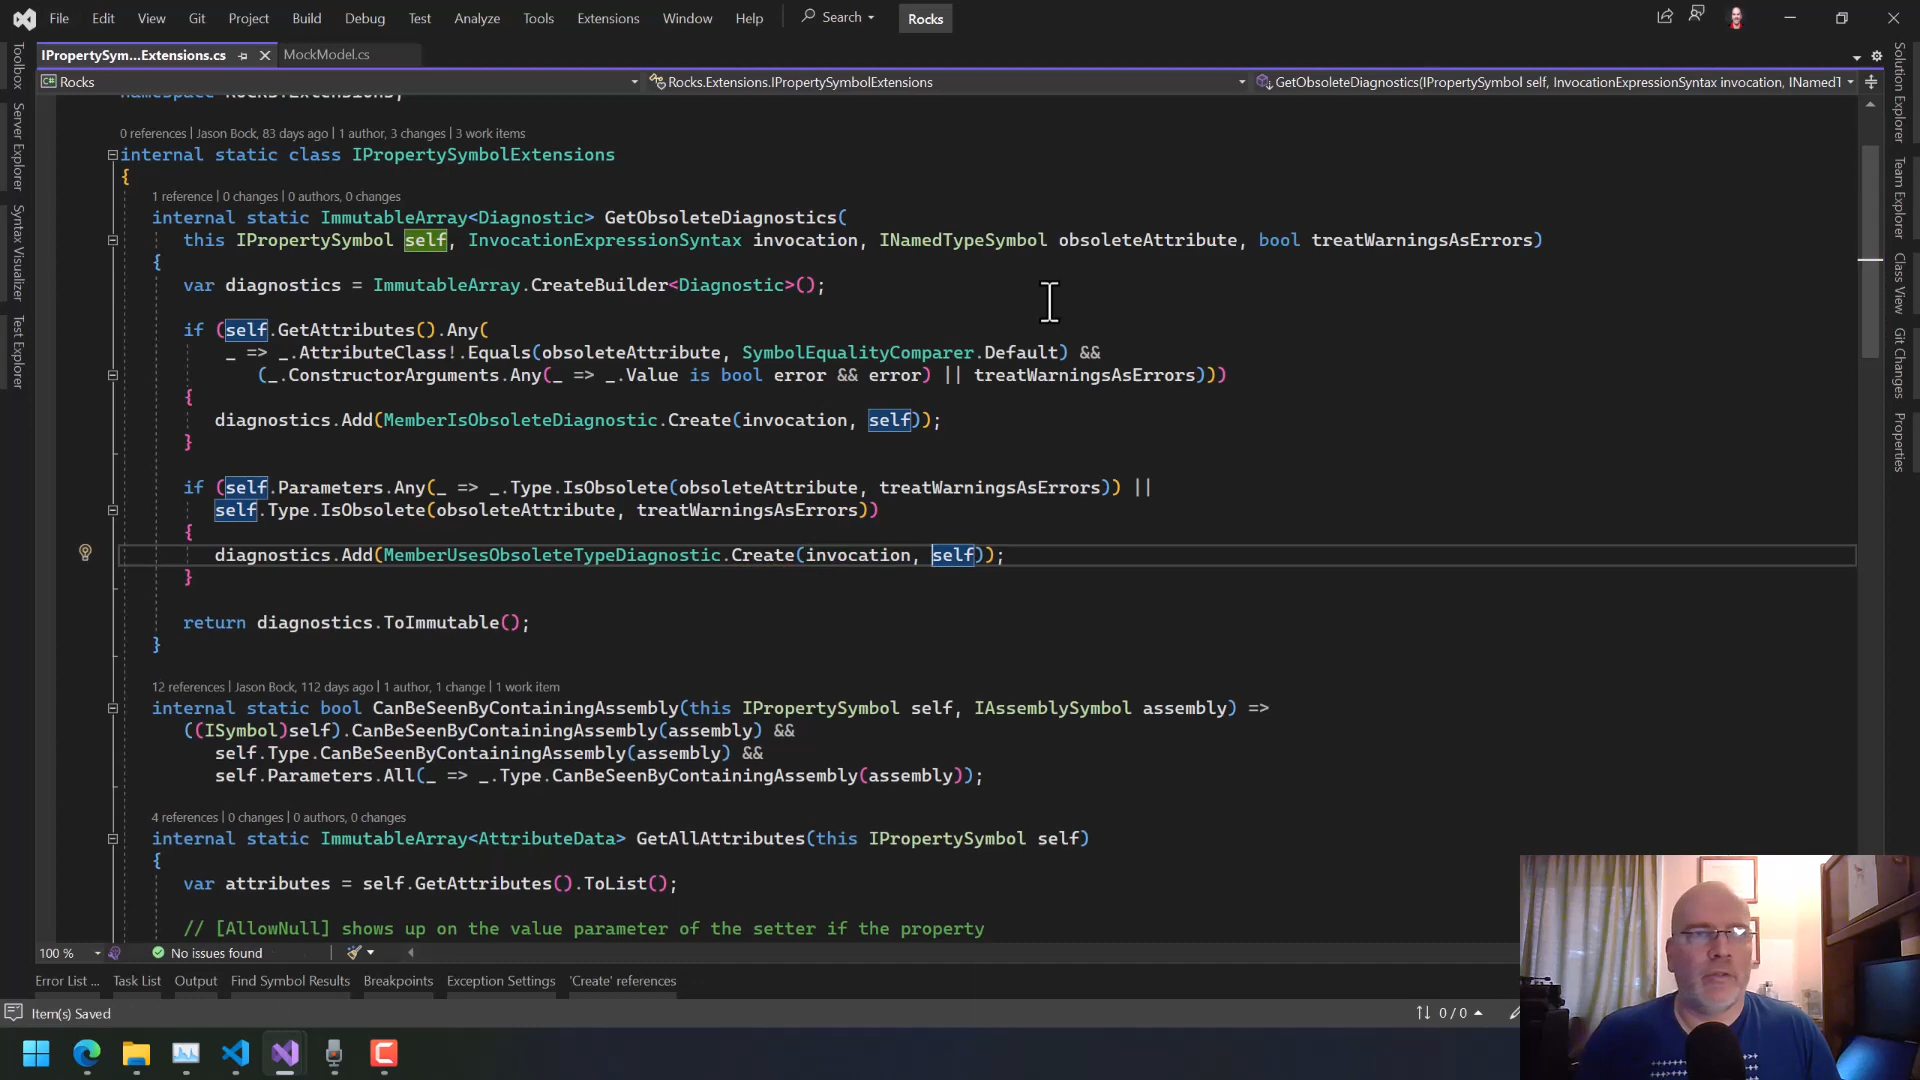 File Edit View Git Project Build Debug Test Analyze Tools Extensions Window Help Search Rocks
IPropertySym...Extensions.cs MockModel.cs
Rocks Rocks.Extensions.IPropertySymbolExtensions GetObsoleteDiagnostics(IPropertySymbol self, InvocationExpressionSyntax invocation, INamedT
namespace Rocks.Extensions;
0 references | Jason Bock, 83 days ago | 1 author, 3 changes | 3 work items
internal static class IPropertySymbolExtensions
{
1 reference | 0 changes | 0 authors, 0 changes
internal static ImmutableArray<Diagnostic> GetObsoleteDiagnostics(
this IPropertySymbol self, InvocationExpressionSyntax invocation, INamedTypeSymbol obsoleteAttribute, bool treatWarningsAsErrors)
{
var diagnostics = ImmutableArray.CreateBuilder<Diagnostic>();
if (self.GetAttributes().Any(
_ => _.AttributeClass!.Equals(obsoleteAttribute, SymbolEqualityComparer.Default) &&
(_.ConstructorArguments.Any(_ => _.Value is bool error && error) || treatWarningsAsErrors)))
{
diagnostics.Add(MemberIsObsoleteDiagnostic.Create(invocation, self));
}
if (self.Parameters.Any(_ => _.Type.IsObsolete(obsoleteAttribute, treatWarningsAsErrors)) ||
self.Type.IsObsolete(obsoleteAttribute, treatWarningsAsErrors))
{
diagnostics.Add(MemberUsesObsoleteTypeDiagnostic.Create(invocation, self));
}
return diagnostics.ToImmutable();
}
12 references | Jason Bock, 112 days ago | 1 author, 1 change | 1 work item
internal static bool CanBeSeenByContainingAssembly(this IPropertySymbol self, IAssemblySymbol assembly) =>
((ISymbol)self).CanBeSeenByContainingAssembly(assembly) &&
self.Type.CanBeSeenByContainingAssembly(assembly) &&
self.Parameters.All(_ => _.Type.CanBeSeenByContainingAssembly(assembly));
4 references | 0 changes | 0 authors, 0 changes
internal static ImmutableArray<AttributeData> GetAllAttributes(this IPropertySymbol self)
{
var attributes = self.GetAttributes().ToList();
// [AllowNull] shows up on the value parameter of the setter if the property
100 % No issues found
Error List ... Task List Output Find Symbol Results Breakpoints Exception Settings 'Create' references
Item(s) Saved 0 / 0
Toolbox
Server Explorer
Syntax Visualizer
Test Explorer
Solution Explorer
Team Explorer
Class View
Git Changes
Properties